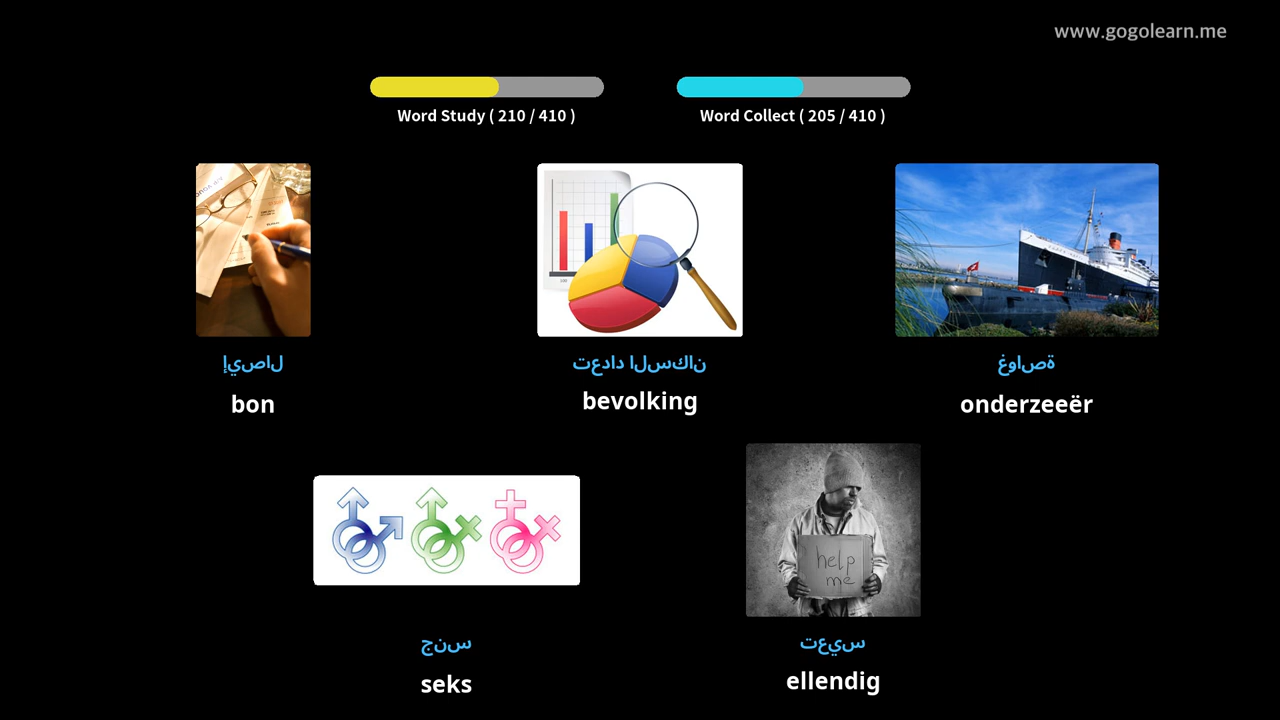 www.gogolearn.me
Word Study ( 210 / 410 )
Word Collect ( 205 / 410 )
إيصال
bon
تعداد السكان
bevolking
غواصة
onderzeeër
help
me
جنس
seks
تعيس
ellendig